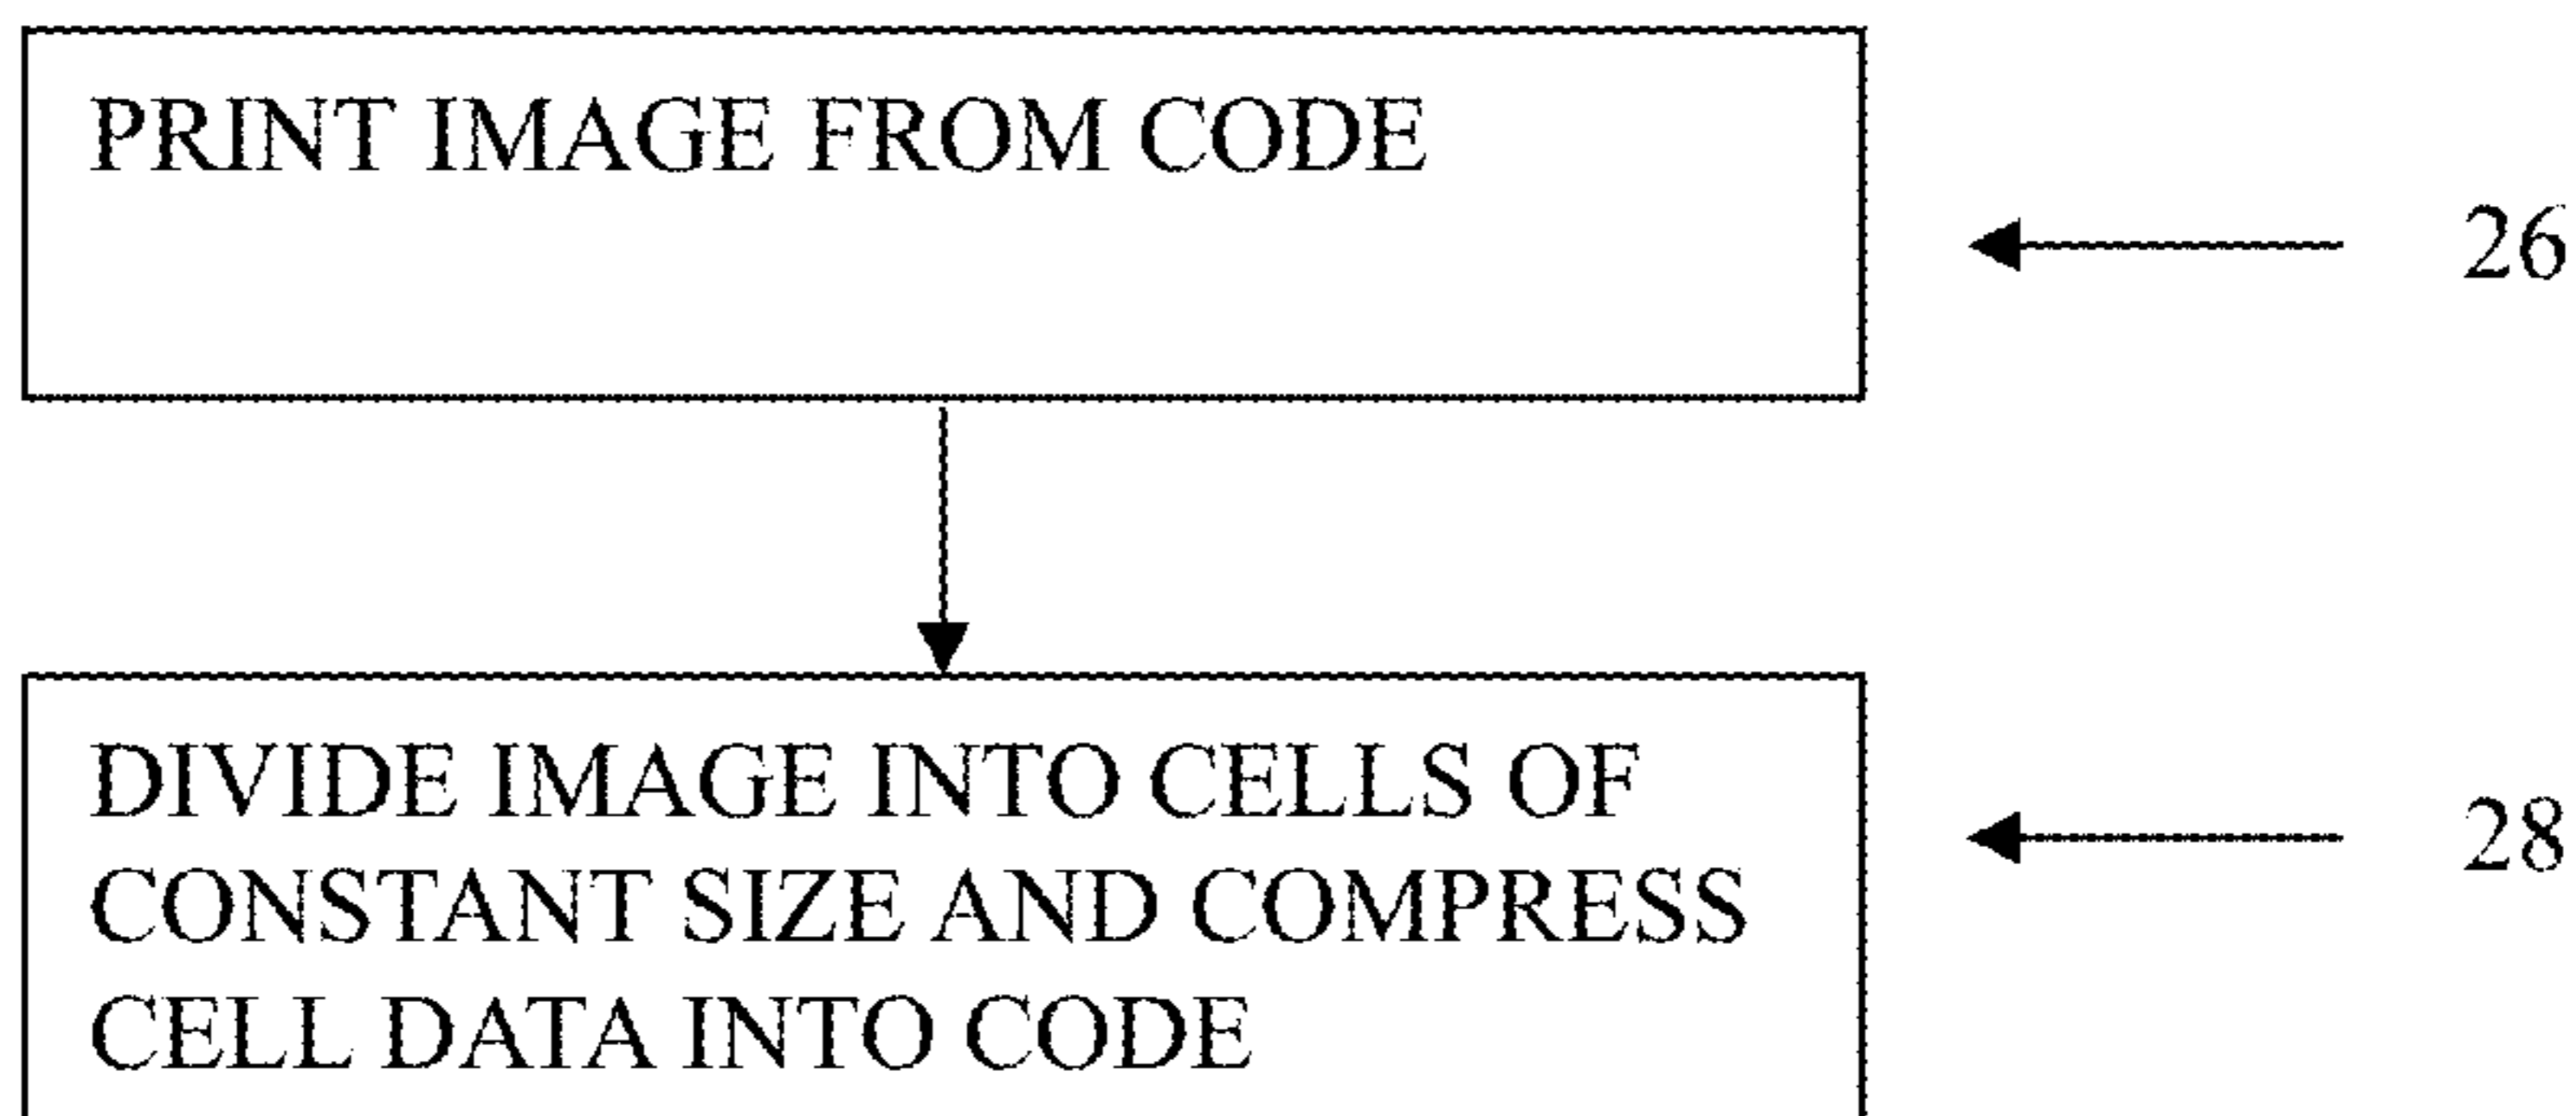 PRINT IMAGE FROM CODE
26
DIVIDE IMAGE INTO CELLS OF
CONSTANT SIZE AND COMPRESS
CELL DATA INTO CODE
28